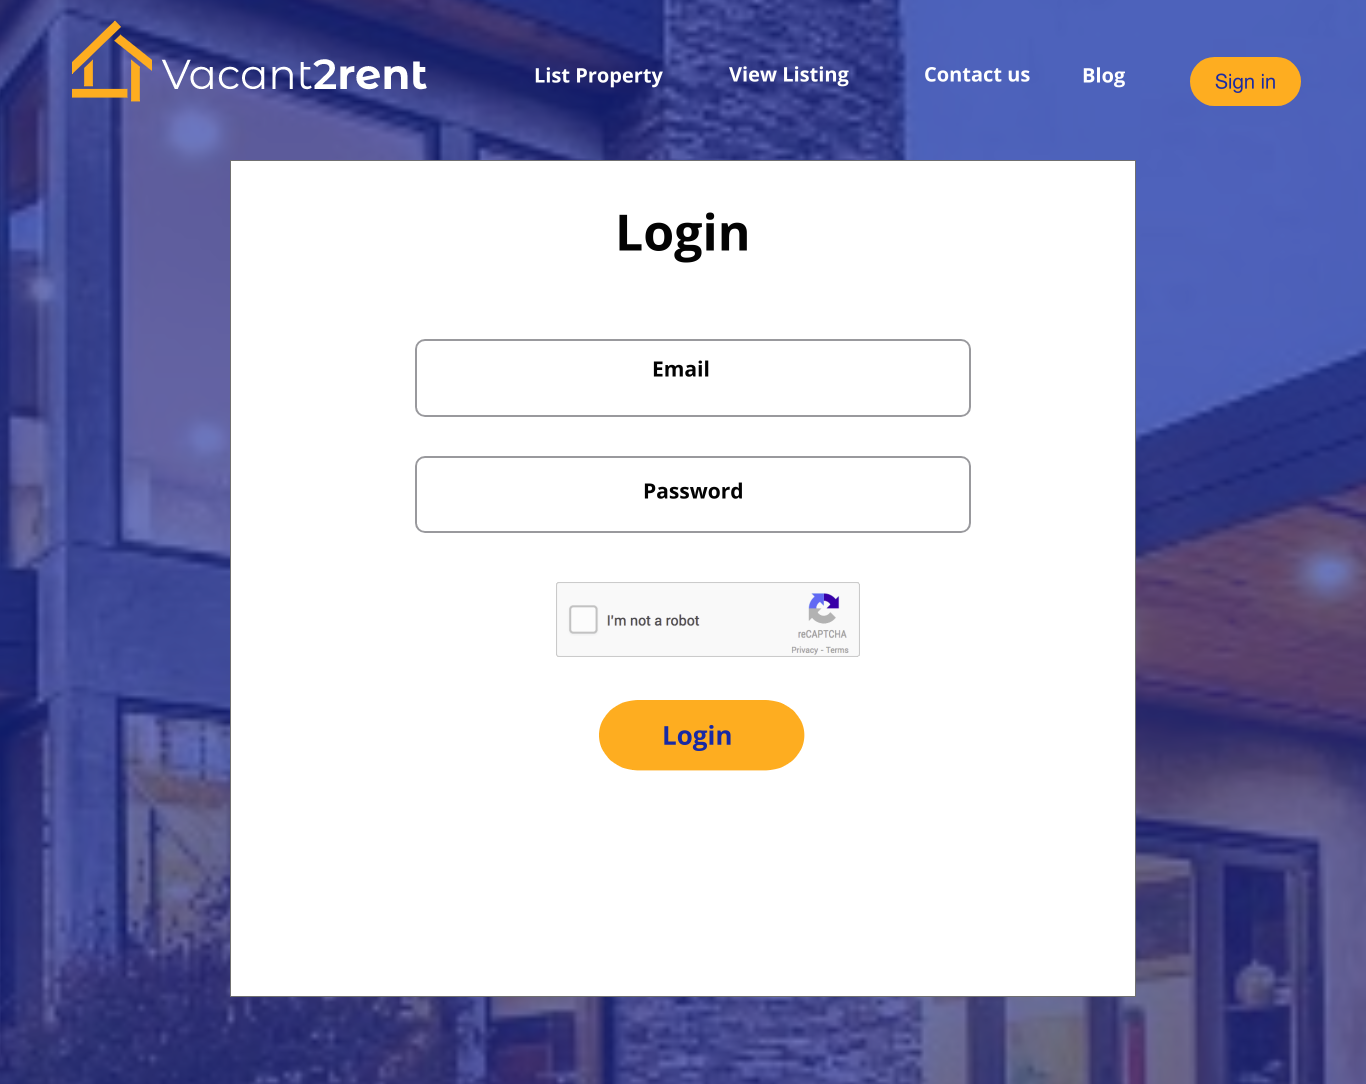 Vacant2rent
List Property
View Listing
Contact us
Blog
Sign in
Login
Email
Password
I'm not a robot
reCAPTCHA
Privacy - Terms
Login